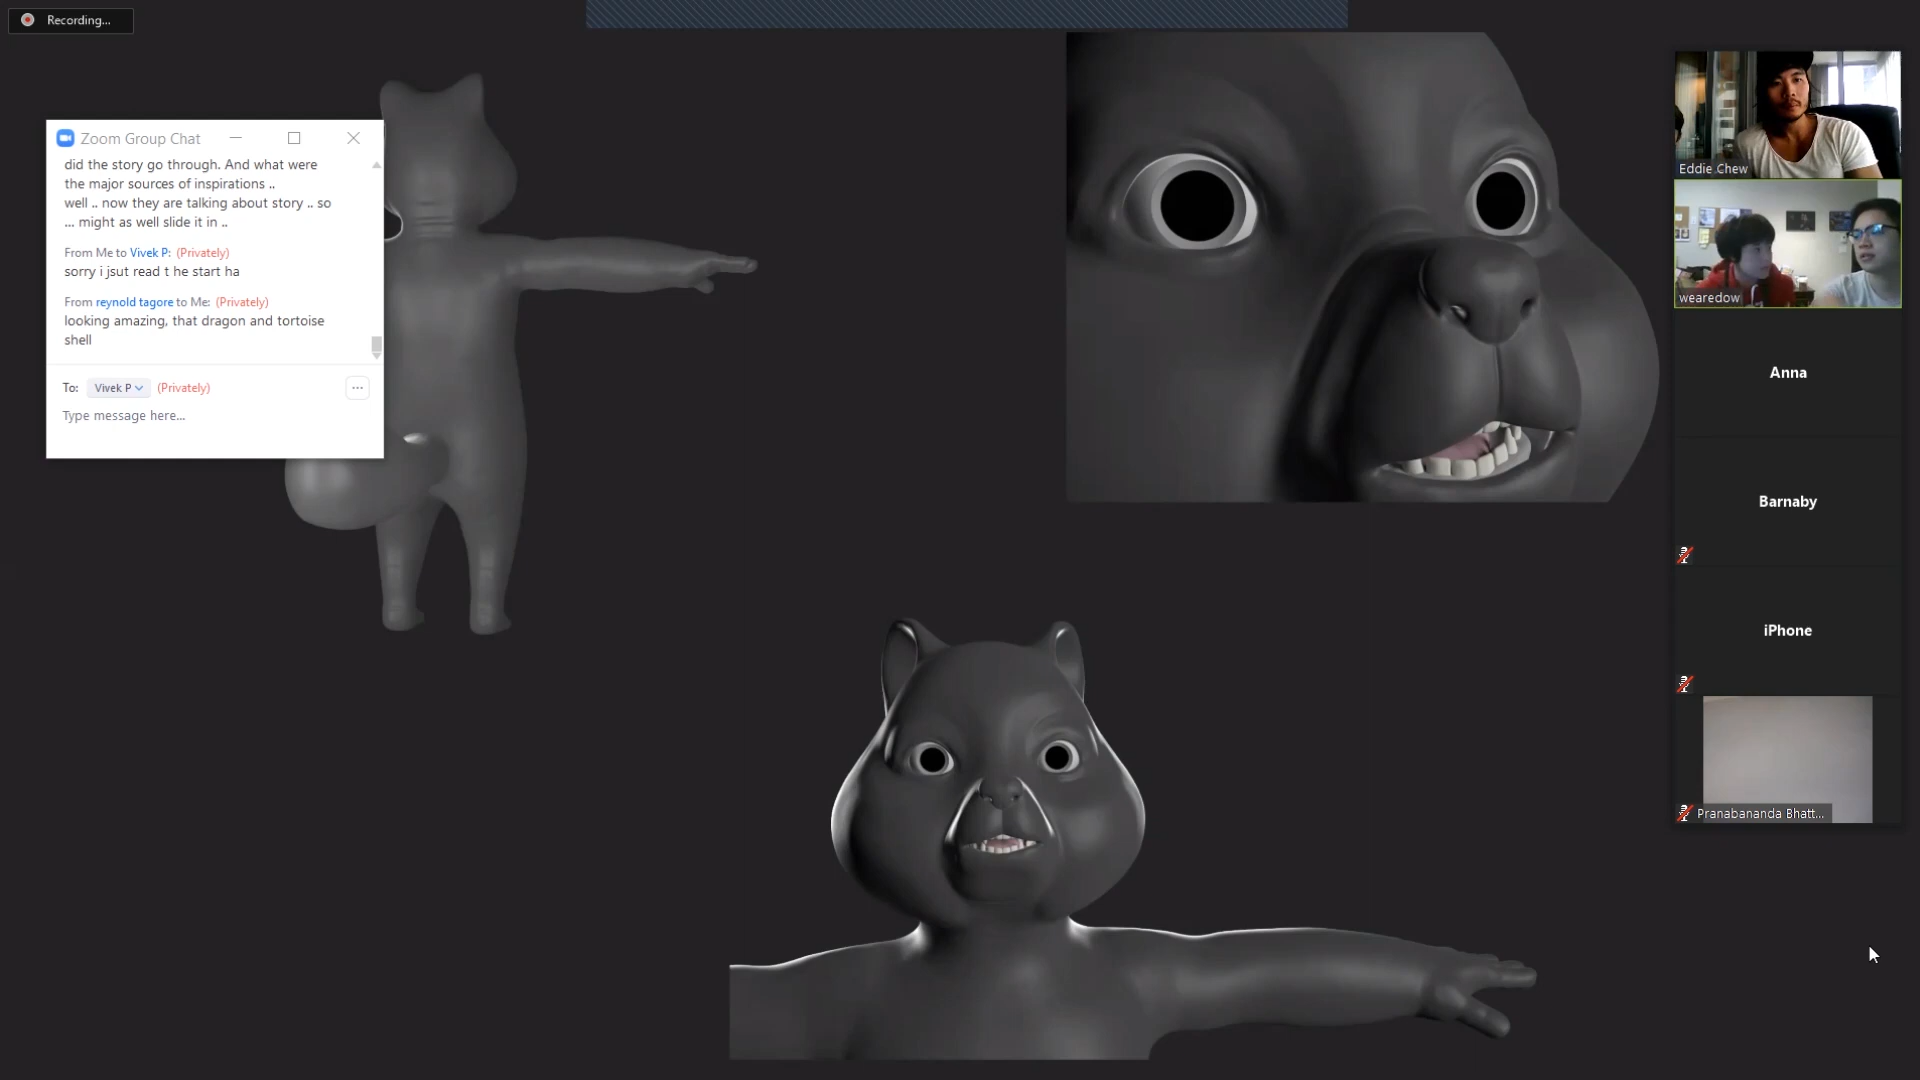 Recording...
Zoom Group Chat
did the story go through. And what were
the major sources of inspirations ..
well .. now they are talking about story .. so
... might as well slide it in ..
From Me to Vivek P: (Privately)
sorry i jsut read t he start ha
From reynold tagore to Me: (Privately)
looking amazing, that dragon and tortoise
shell
To: Vivek P (Privately)
Type message here...
Eddie Chew
wearedow
Anna
Barnaby
iPhone
Pranabananda Bhatt...